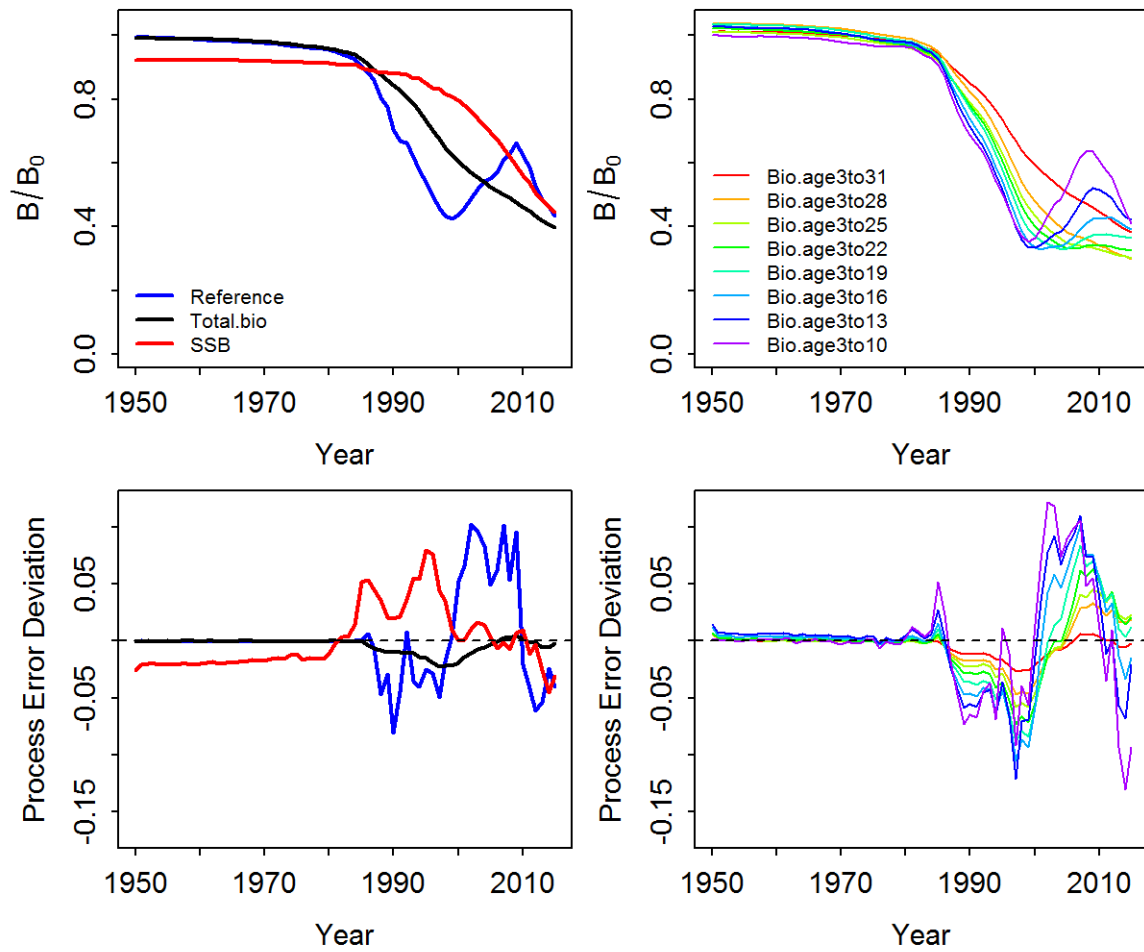 B/B₀
0.0
0.4
0.8
Reference
Total.bio
SSB
1950
1970
1990
2010
Year
B/B₀
0.0
0.4
0.8
Bio.age3to31
Bio.age3to28
Bio.age3to25
Bio.age3to22
Bio.age3to19
Bio.age3to16
Bio.age3to13
Bio.age3to10
1950
1970
1990
2010
Year
Process Error Deviation
-0.15
-0.05
0.05
1950
1970
1990
2010
Year
Process Error Deviation
-0.15
-0.05
0.05
1950
1970
1990
2010
Year